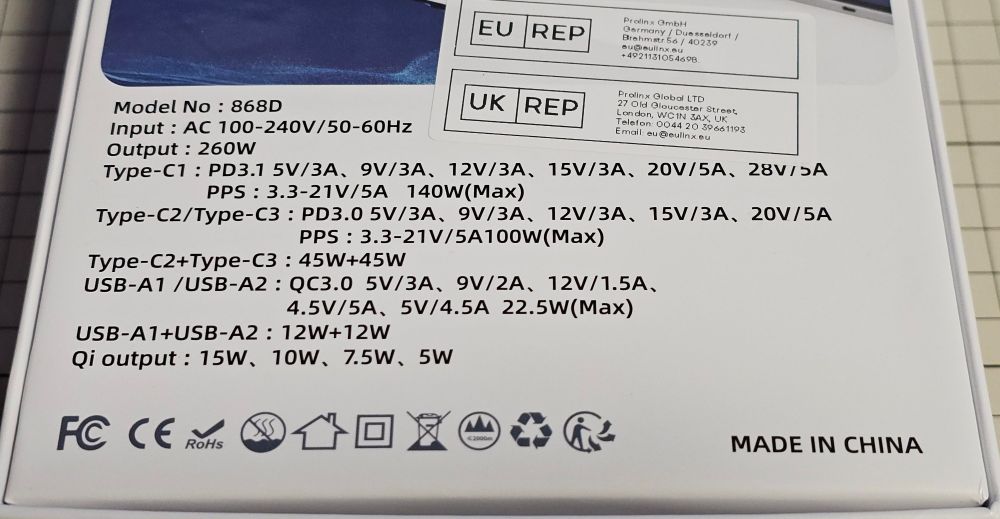 EU REP
Prolinx GmbH
Germany / Duesseldorf /
Brehmstr.56 / 40239
eu@eulinx.eu
+4921131054698.
UK REP
Prolinx Global LTD
27 Old Gloucester Street,
London, WC1N 3AX, UK
Telefon: 0044 20 39661193
Email: eu@eulinx.eu
Model No : 868D
Input : AC 100-240V/50-60Hz
Output : 260W
Type-C1 : PD3.1 5V/3A、9V/3A、12V/3A、15V/3A、20V/5A、28V/5A
PPS : 3.3-21V/5A 140W(Max)
Type-C2/Type-C3 : PD3.0 5V/3A、9V/3A、12V/3A、15V/3A、20V/5A
PPS : 3.3-21V/5A100W(Max)
Type-C2+Type-C3 : 45W+45W
USB-A1 /USB-A2 : QC3.0 5V/3A、9V/2A、12V/1.5A、
4.5V/5A、5V/4.5A 22.5W(Max)
USB-A1+USB-A2 : 12W+12W
Qi output : 15W、10W、7.5W、5W
FC CE RoHS ≤2000m
MADE IN CHINA